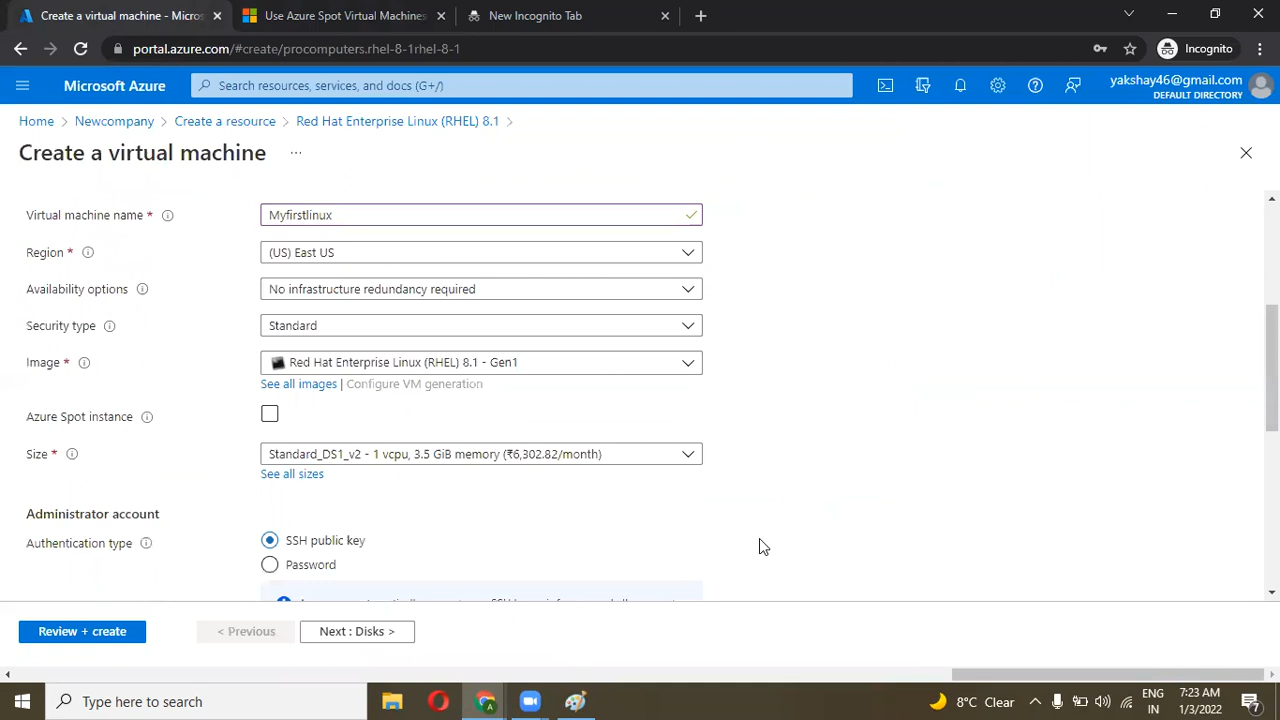 Create a virtual machine - Micros
Use Azure Spot Virtual Machines
New Incognito Tab
portal.azure.com/#create/procomputers.rhel-8-1rhel-8-1
Incognito
Microsoft Azure
Search resources, services, and docs (G+/)
yakshay46@gmail.com
DEFAULT DIRECTORY
Home > Newcompany > Create a resource > Red Hat Enterprise Linux (RHEL) 8.1 >
Create a virtual machine ...
Virtual machine name *
Myfirstlinux
Region *
(US) East US
Availability options
No infrastructure redundancy required
Security type
Standard
Image *
Red Hat Enterprise Linux (RHEL) 8.1 - Gen1
See all images | Configure VM generation
Azure Spot instance
Size *
Standard_DS1_v2 - 1 vcpu, 3.5 GiB memory (₹6,302.82/month)
See all sizes
Administrator account
Authentication type
SSH public key
Password
Review + create
< Previous
Next : Disks >
Type here to search
8°C Clear
ENG
IN
7:23 AM
1/3/2022
7